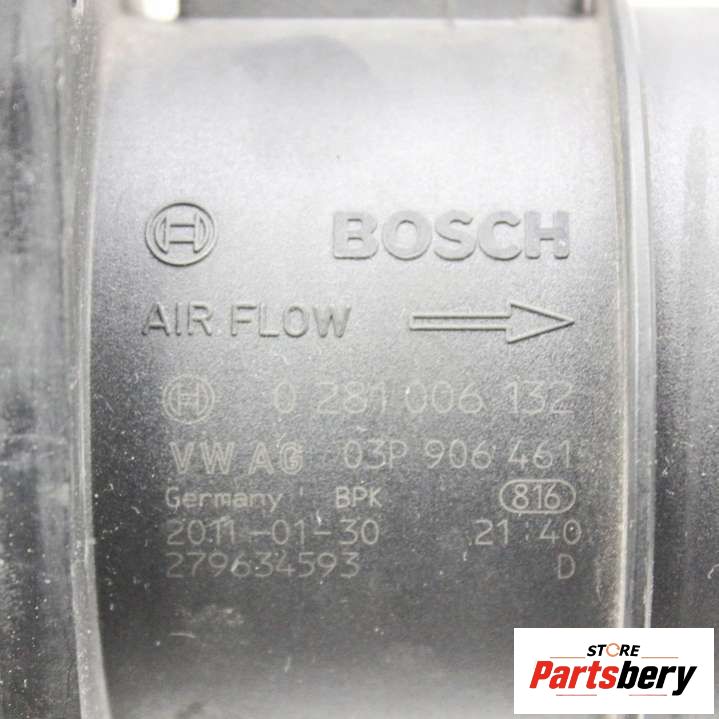 BOSCH
AIR FLOW
0 281 006 132
VW AG 03P 906 461
Germany BPK 816
2011-01-30 21:40
279634593 D
STORE
Partsbery